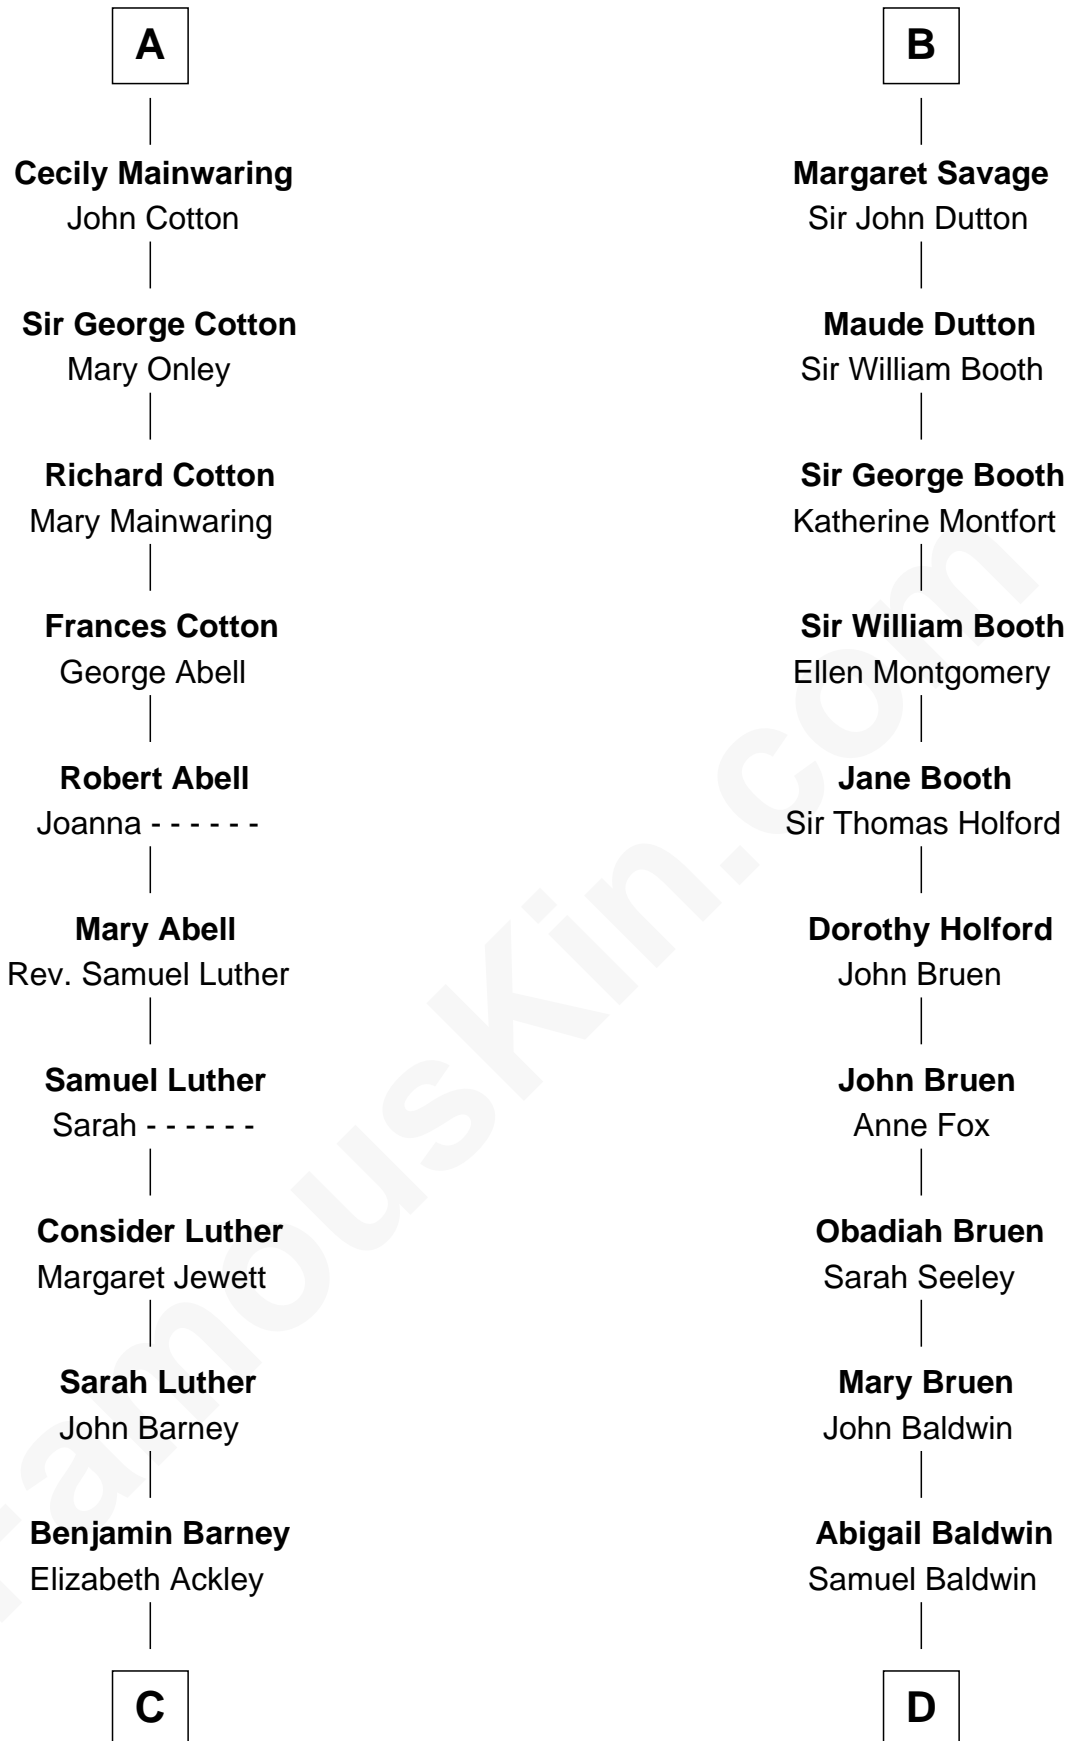 A
Cecily Mainwaring
John Cotton
Sir George Cotton
Mary Onley
Richard Cotton
Mary Mainwaring
Frances Cotton
George Abell
Robert Abell
Joanna - - - - - -
Mary Abell
Rev. Samuel Luther
Samuel Luther
Sarah - - - - - -
Consider Luther
Margaret Jewett
Sarah Luther
John Barney
Benjamin Barney
Elizabeth Ackley
C
B
Margaret Savage
Sir John Dutton
Maude Dutton
Sir William Booth
Sir George Booth
Katherine Montfort
Sir William Booth
Ellen Montgomery
Jane Booth
Sir Thomas Holford
Dorothy Holford
John Bruen
John Bruen
Anne Fox
Obadiah Bruen
Sarah Seeley
Mary Bruen
John Baldwin
Abigail Baldwin
Samuel Baldwin
D
FamousKin.com